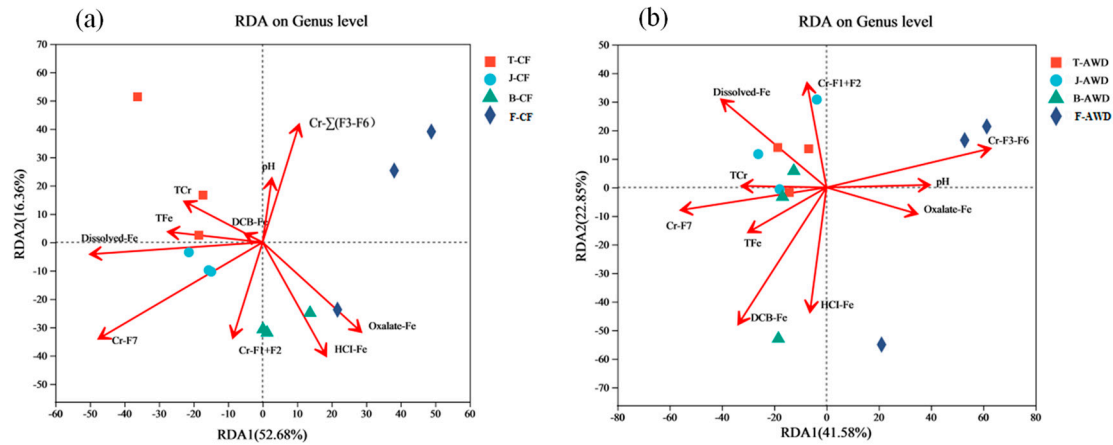 (a)
RDA on Genus level
RDA2(16.36%)
70
60
50
40
30
20
10
0
-10
-20
-30
-40
-50
-60
-50
-40
-30
-20
-10
0
10
20
30
40
50
60
RDA1(52.68%)
Cr-∑(F3-F6)
pH
TCr
TFe
DCB-Fe
Dissolved-Fe
Cr-F7
Cr-F1+F2
HCl-Fe
Oxalate-Fe
T-CF
J-CF
B-CF
F-CF
(b)
RDA on Genus level
RDA2(22.85%)
50
40
30
20
10
0
-10
-20
-30
-40
-50
-60
-70
-80
-60
-40
-20
0
20
40
60
80
RDA1(41.58%)
Dissolved-Fe
Cr-F1+F2
Cr-F3-F6
TCr
pH
Cr-F7
Oxalate-Fe
TFe
HCl-Fe
DCB-Fe
T-AWD
J-AWD
B-AWD
F-AWD